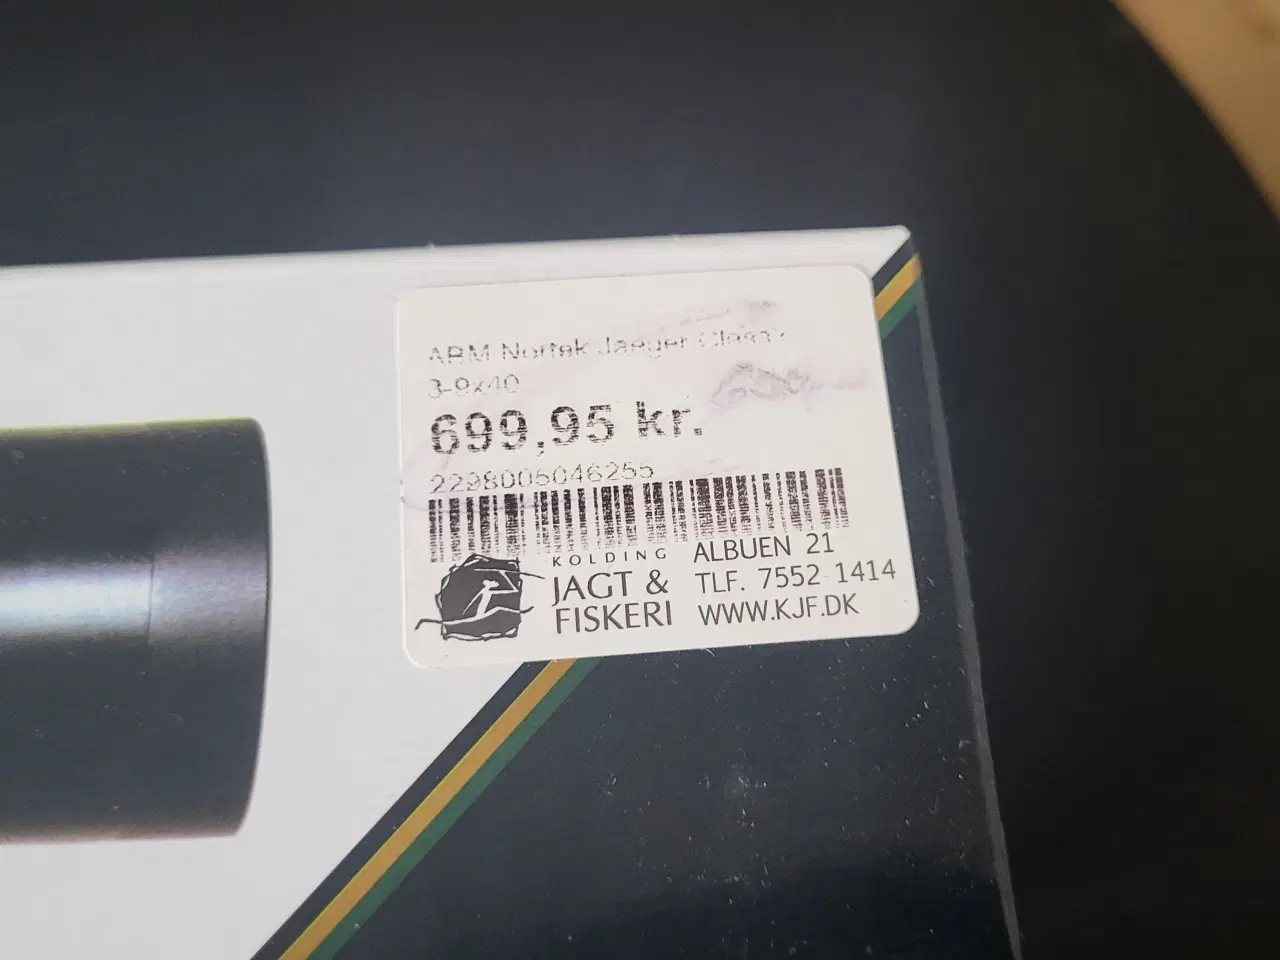 ABM Nortek Jaeger Classic
3-9x40
699,95 kr.
2298005046255
KOLDING
JAGT &
FISKERI
ALBUEN 21
TLF. 7552 1414
WWW.KJF.DK